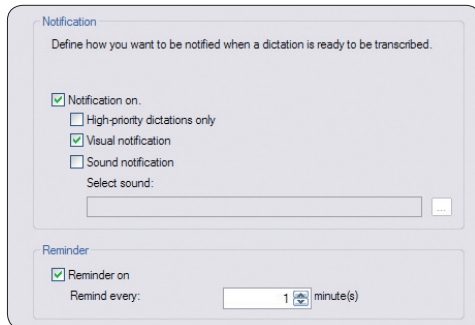 Notification
Define how you want to be notified when a dictation is ready to be transcribed.
Notification on.
High-priority dictations only
Visual notification
Sound notification
Select sound:
...
Reminder
Reminder on
Remind every: 1 minute(s)